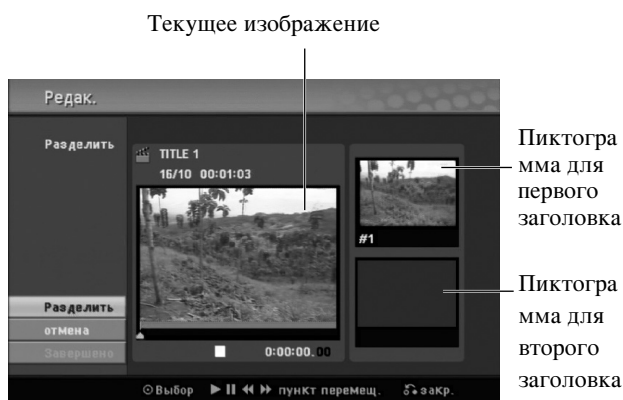 Текущее изображение
Редак.
Разделить
TITLE 1
16/10 00:01:03
#1
Разделить
отмена
Завершено
0:00:00.00
Выбор ▶ II ◀◀ ▶▶ пункт перемещ. закр.
Пиктогра
мма для
первого
заголовка
Пиктогра
мма для
второго
заголовка